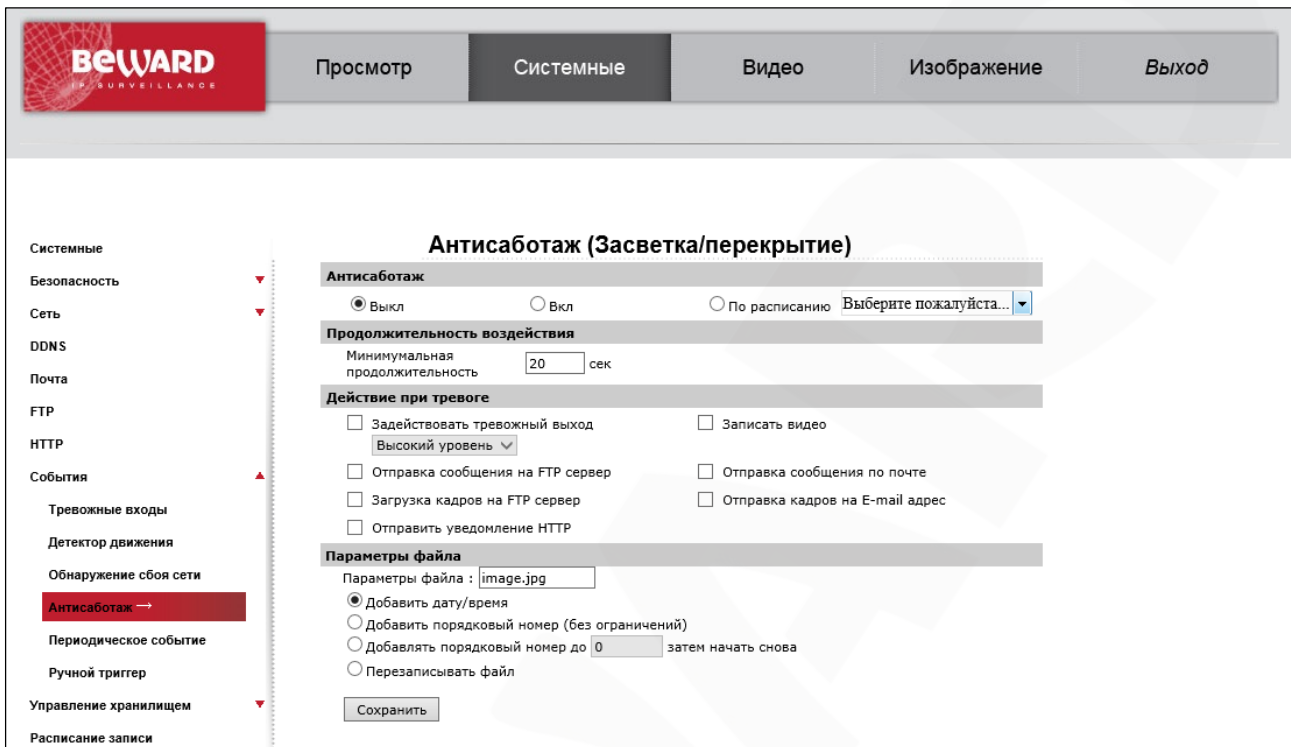 BEWARD
IP SURVEILLANCE
Просмотр
Системные
Видео
Изображение
Выход
Системные
Безопасность
Сеть
DDNS
Почта
FTP
HTTP
События
Тревожные входы
Детектор движения
Обнаружение сбоя сети
Антисаботаж →
Периодическое событие
Ручной триггер
Управление хранилищем
Расписание записи
Антисаботаж (Засветка/перекрытие)
Антисаботаж
Выкл
Вкл
По расписанию
Выберите пожалуйста...
Продолжительность воздействия
Минимумальная
продолжительность
20
сек
Действие при тревоге
Задействовать тревожный выход
Записать видео
Высокий уровень
Отправка сообщения на FTP сервер
Отправка сообщения по почте
Загрузка кадров на FTP сервер
Отправка кадров на E-mail адрес
Отправить уведомление HTTP
Параметры файла
Параметры файла : image.jpg
Добавить дату/время
Добавить порядковый номер (без ограничений)
Добавлять порядковый номер до 0 затем начать снова
Перезаписывать файл
Сохранить